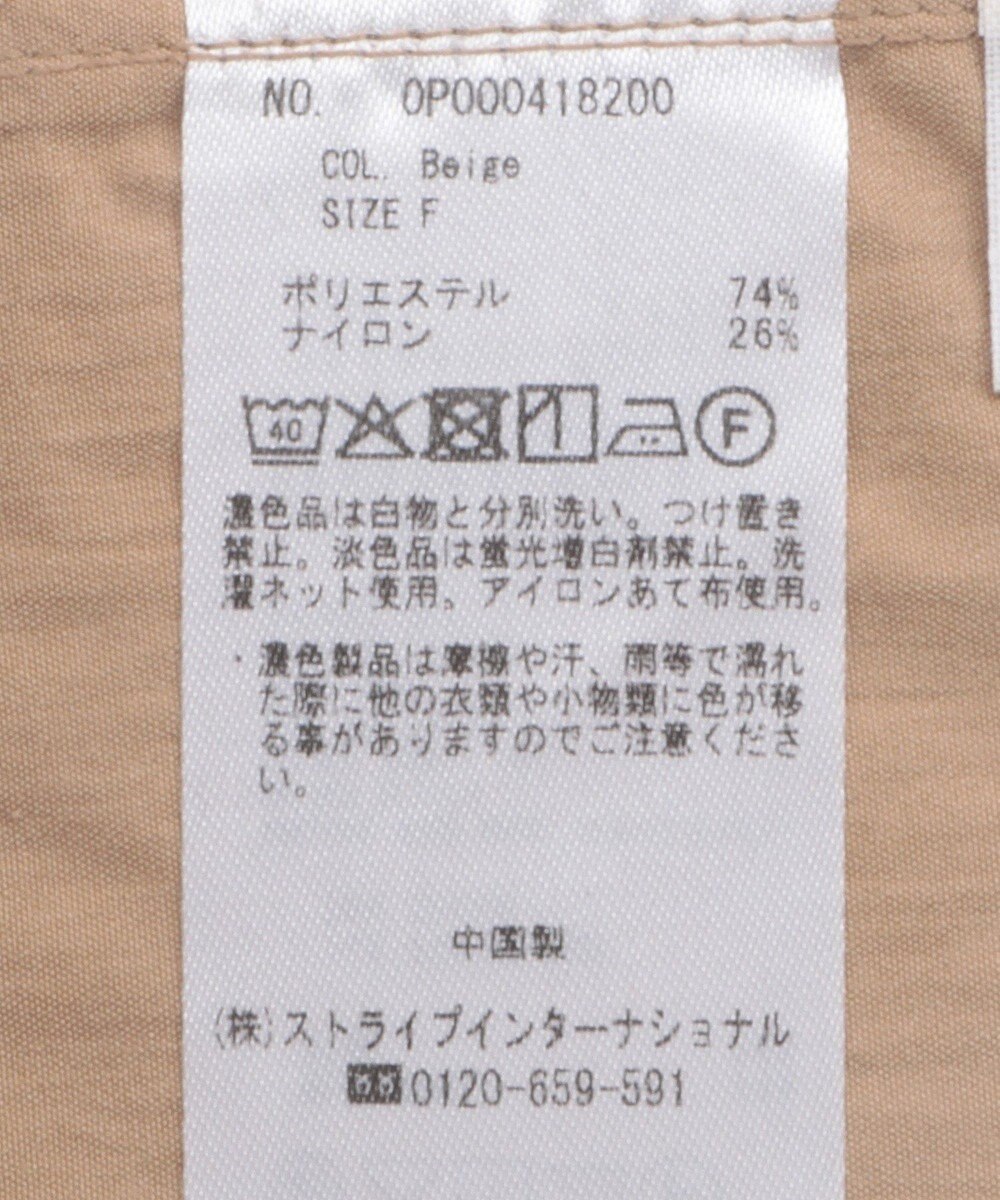 NO. 0P000418200
COL. Beige
SIZE F
ポリエステル 74%
ナイロン 26%
40 F
濃色品は白物と分別洗い。つけ置き
禁止。淡色品は蛍光増白剤禁止。洗
濯ネット使用。アイロンあて布使用。
・濃色製品は摩擦や汗、雨等で濡れ
た際に他の衣類や小物類に色が移
る事がありますのでご注意くださ
い。
中国製
(株)ストライプインターナショナル
0120-659-591